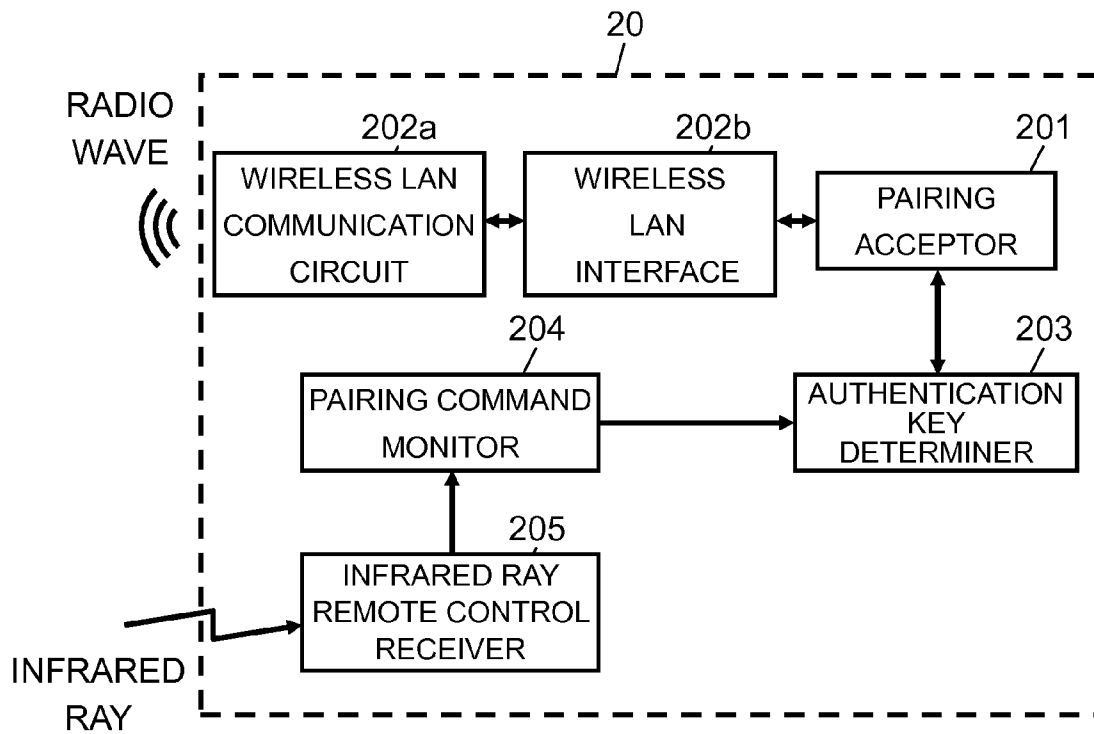 20
RADIO
WAVE
202a
202b
201
WIRELESS LAN
COMMUNICATION
CIRCUIT
WIRELESS
LAN
INTERFACE
PAIRING
ACCEPTOR
204
203
PAIRING COMMAND
MONITOR
AUTHENTICATION
KEY
DETERMINER
205
INFRARED RAY
REMOTE CONTROL
RECEIVER
INFRARED
RAY